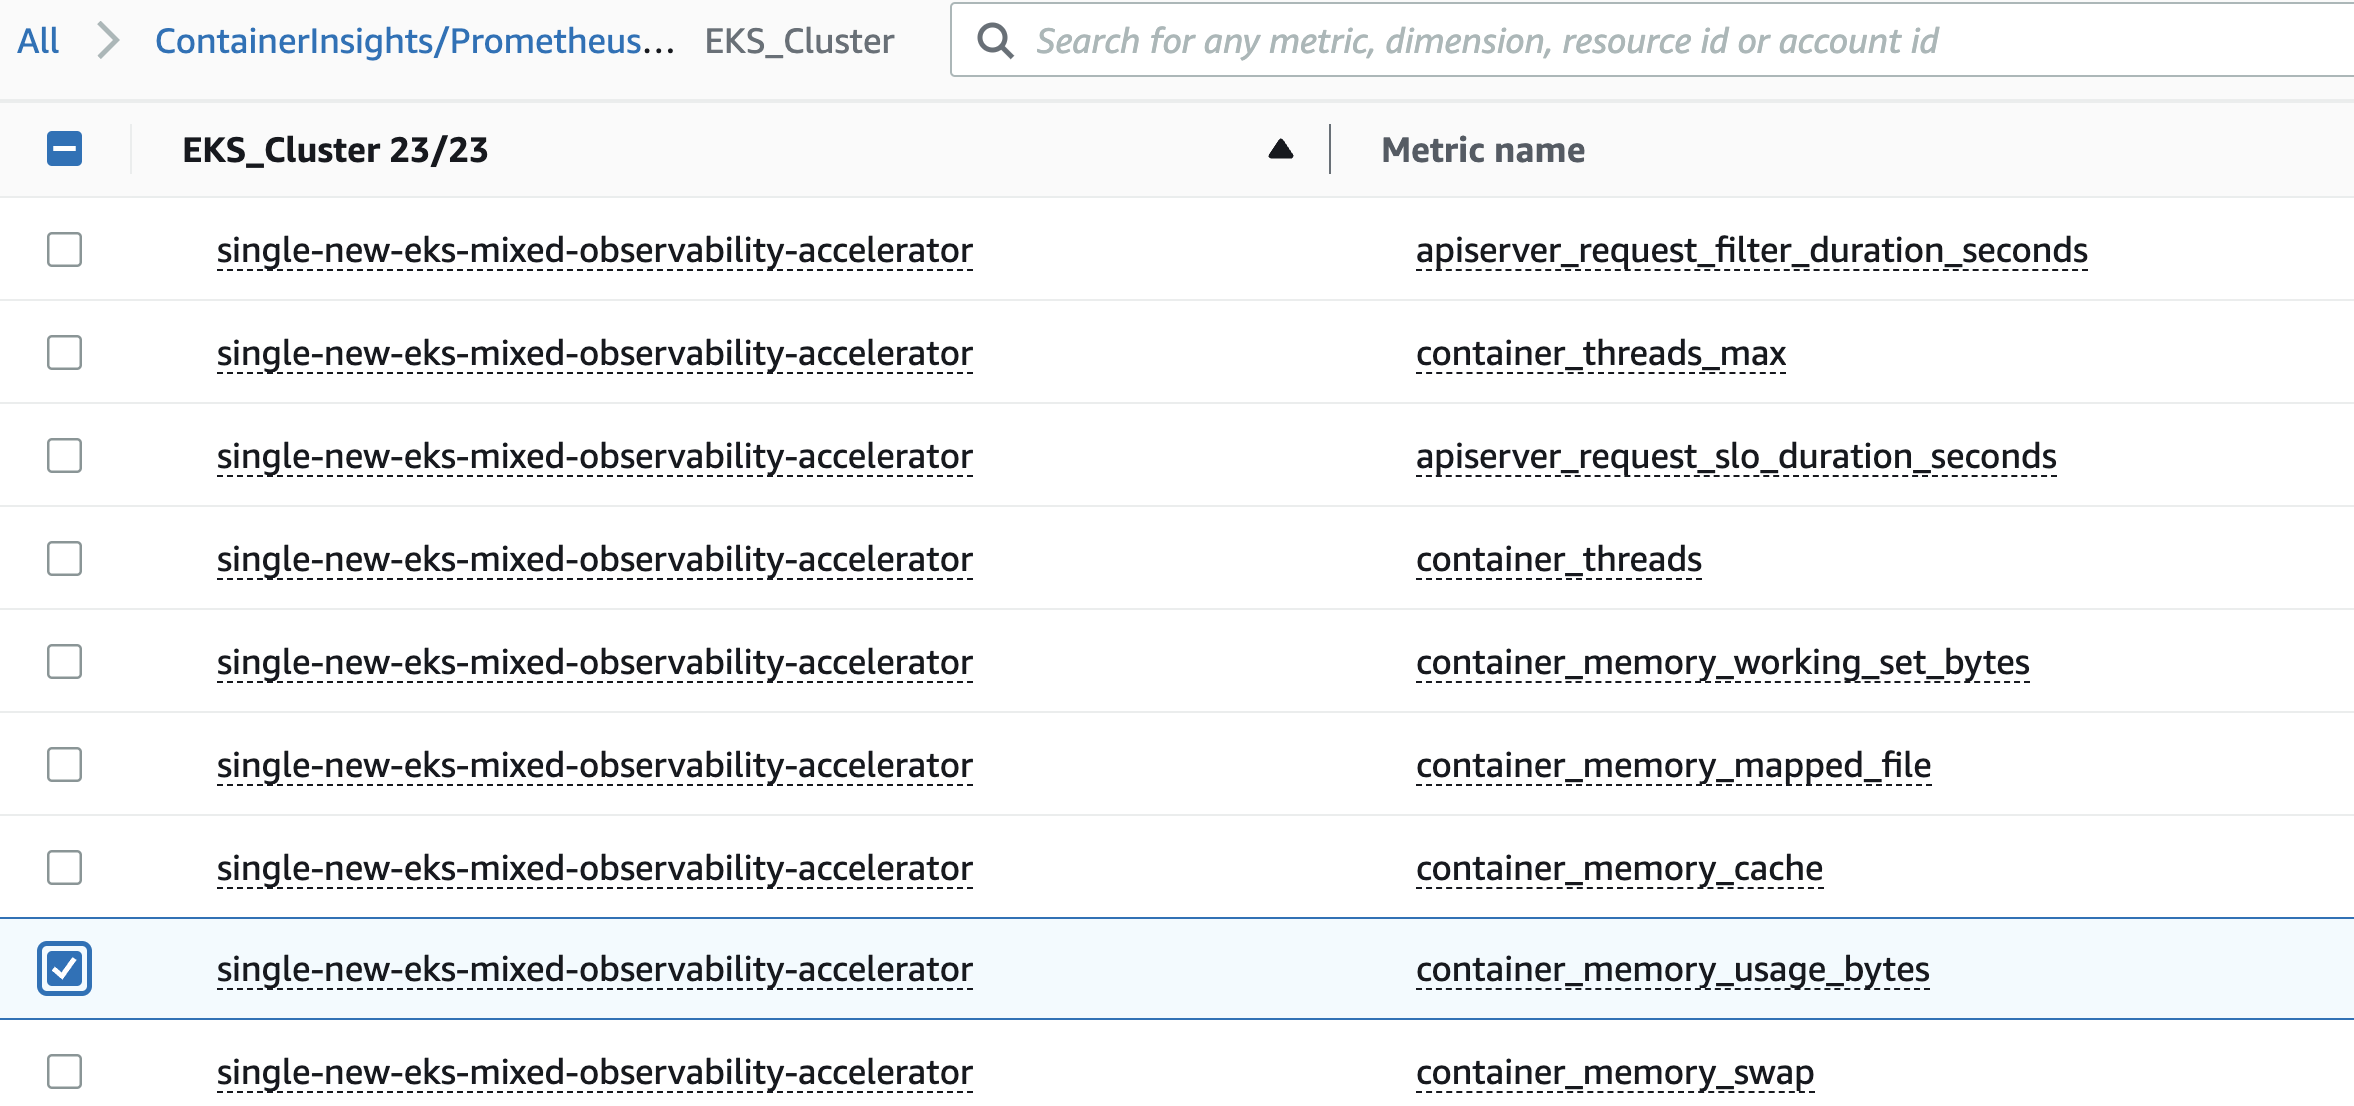 All ContainerInsights/Prometheus... EKS_Cluster Search for any metric, dimension, resource id or account id
EKS_Cluster 23/23 Metric name
single-new-eks-mixed-observability-accelerator apiserver_request_filter_duration_seconds
single-new-eks-mixed-observability-accelerator container_threads_max
single-new-eks-mixed-observability-accelerator apiserver_request_slo_duration_seconds
single-new-eks-mixed-observability-accelerator container_threads
single-new-eks-mixed-observability-accelerator container_memory_working_set_bytes
single-new-eks-mixed-observability-accelerator container_memory_mapped_file
single-new-eks-mixed-observability-accelerator container_memory_cache
single-new-eks-mixed-observability-accelerator container_memory_usage_bytes
single-new-eks-mixed-observability-accelerator container_memory_swap